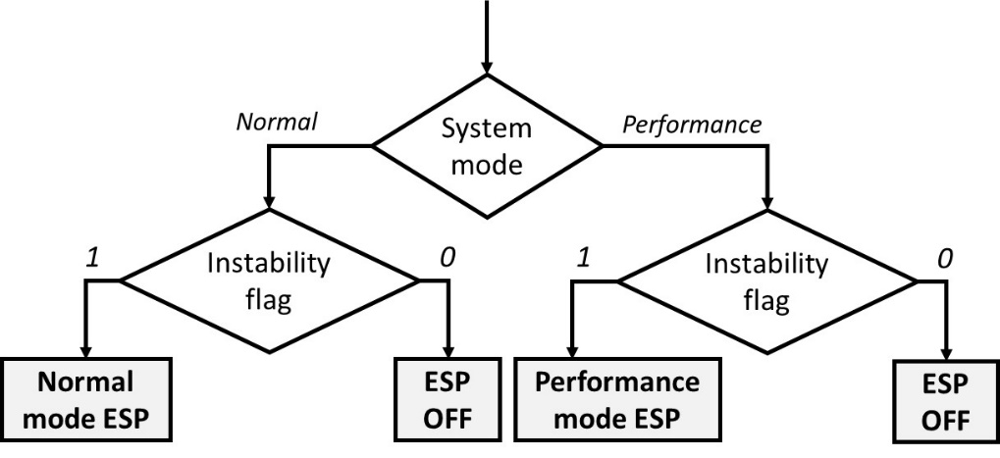 Normal
Performance
System
mode
1
Instability
flag
0
1
Instability
flag
0
Normal
mode ESP
ESP
OFF
Performance
mode ESP
ESP
OFF